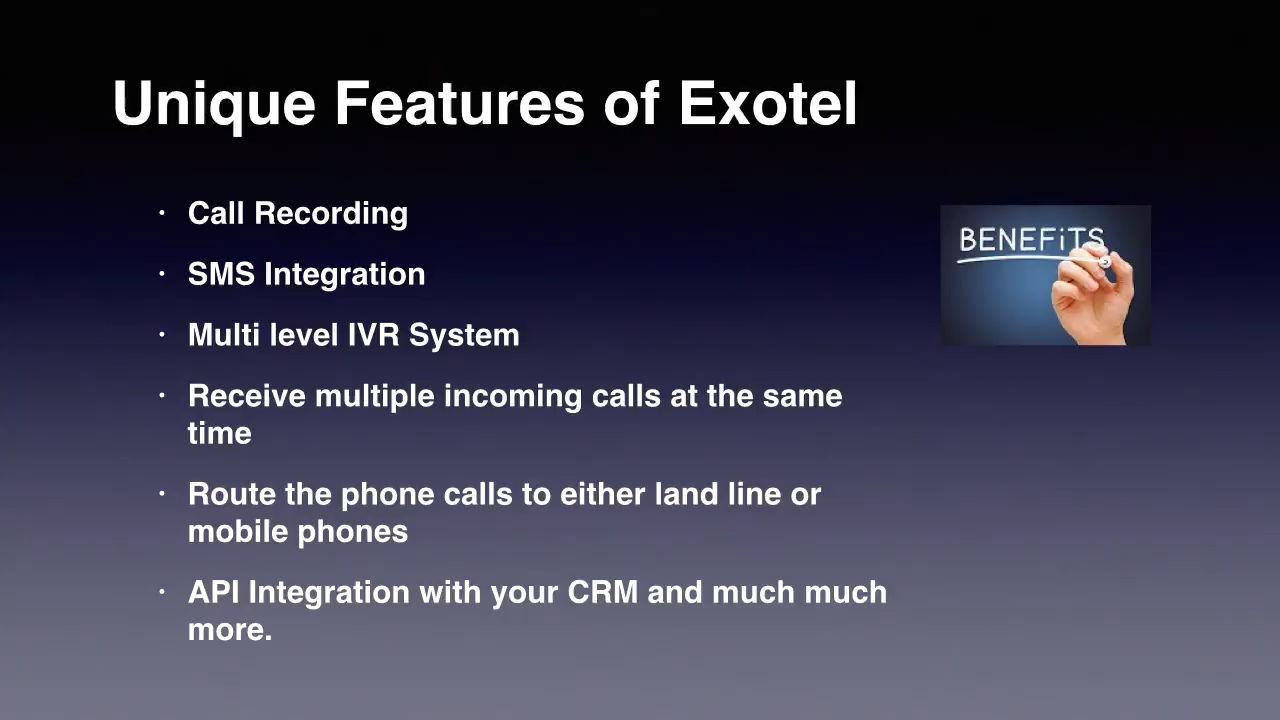 Unique Features of Exotel
· Call Recording
· SMS Integration
· Multi level IVR System
· Receive multiple incoming calls at the same
time
· Route the phone calls to either land line or
mobile phones
· API Integration with your CRM and much much
more.
BENEFiTS